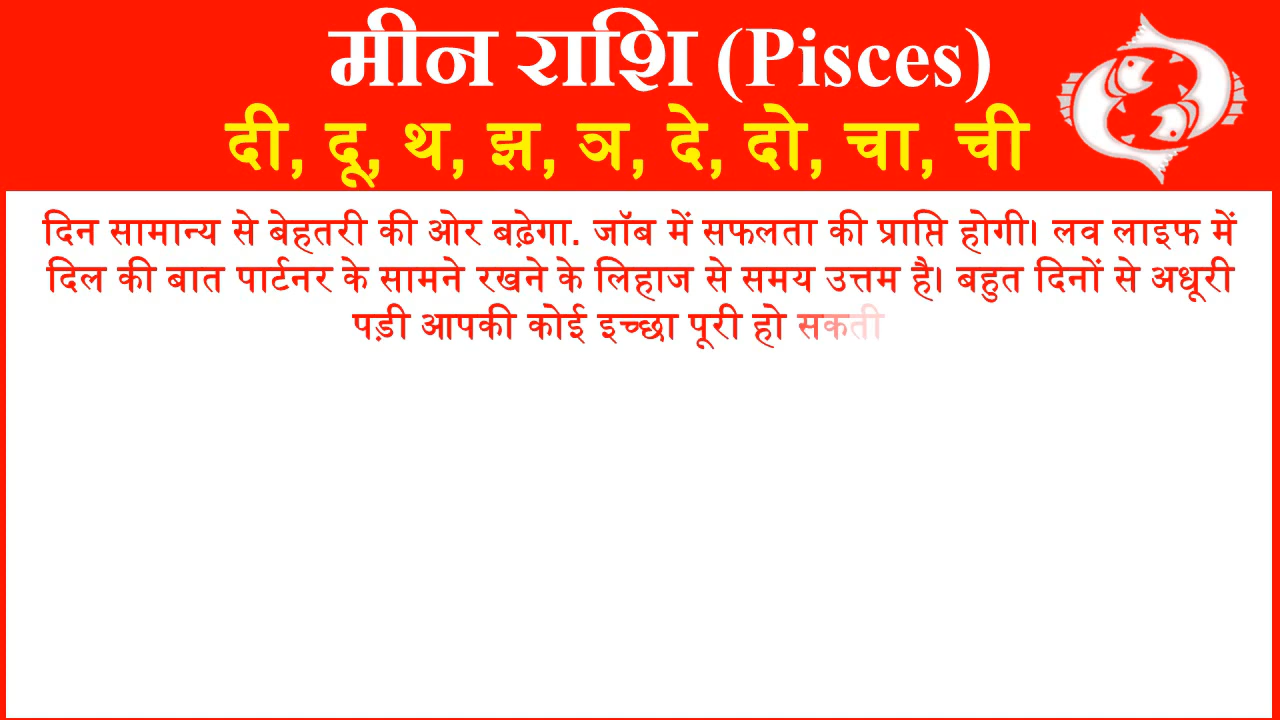 मीन राशि (Pisces)
दी, दू, थ, झ, ञ, दे, दो, चा, ची
दिन सामान्य से बेहतरी की ओर बढ़ेगा. जॉब में सफलता की प्राप्ति होगी। लव लाइफ में
दिल की बात पार्टनर के सामने रखने के लिहाज से समय उत्तम है। बहुत दिनों से अधूरी
पड़ी आपकी कोई इच्छा पूरी हो सकती